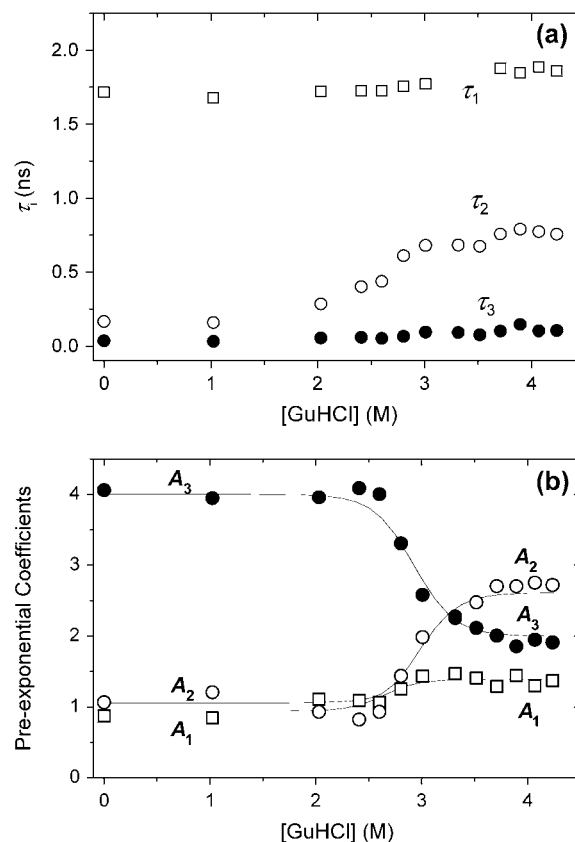 (a)
2.0
1.5
1.0
0.5
0.0
τi (ns)
τ1
τ2
τ3
0 1 2 3 4
[GuHCl] (M)
(b)
4
3
2
1
0
Pre-exponential Coefficients
A3
A2
A3
A2
A1
A1
0 1 2 3 4
[GuHCl] (M)